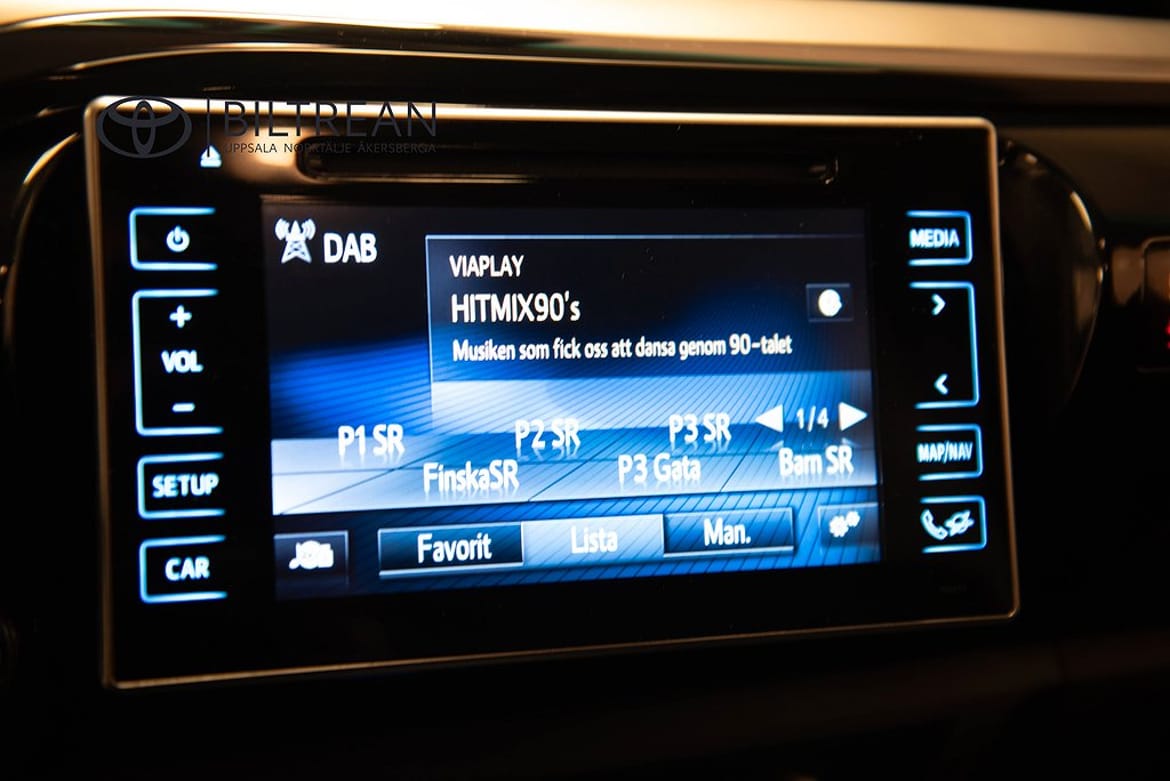 BILTREAN
UPPSALA NORRTÄLJE ÅKERSBERGA
DAB
VIAPLAY
HITMIX90's
Musiken som fick oss att dansa genom 90-talet
1/4
P1 SR
P2 SR
P3 SR
FinskaSR
P3 Gata
Barn SR
Favorit
Lista
Man.
+
VOL
−
SETUP
CAR
MEDIA
>
<
MAP/NAV